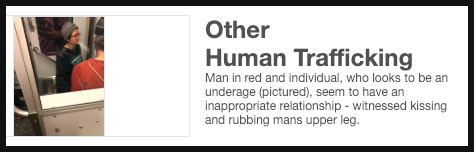 Other
Human Trafficking
Man in red and individual, who looks to be an
underage (pictured), seem to have an
inappropriate relationship - witnessed kissing
and rubbing mans upper leg.